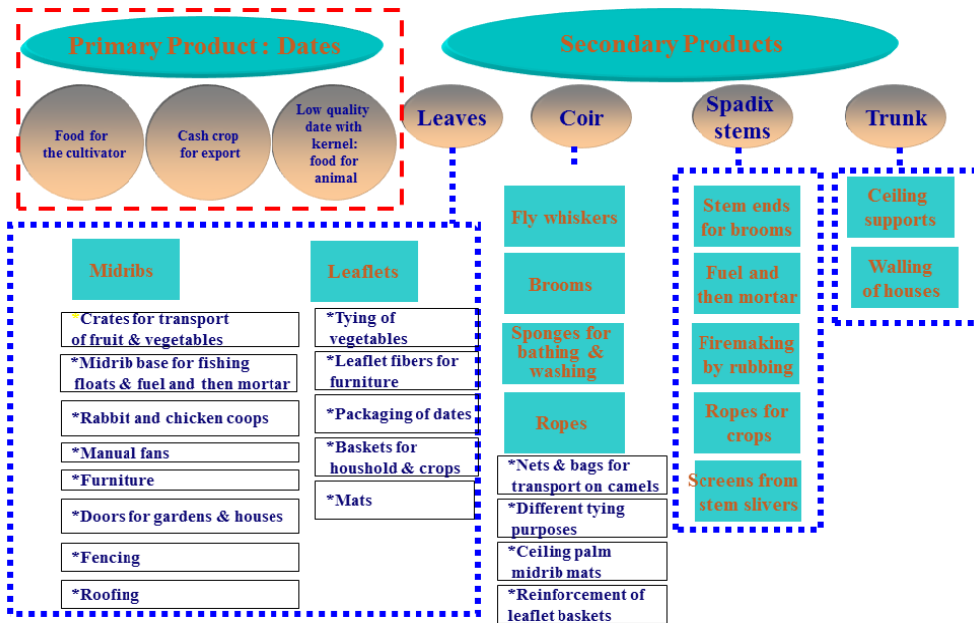 Primary Product : Dates
Food for
the cultivator
Cash crop
for export
Low quality
date with
kernel:
food for
animal
Secondary Products
Leaves
Coir
Spadix
stems
Trunk
Midribs
*Crates for transport
of fruit & vegetables
*Midrib base for fishing
floats & fuel and then mortar
*Rabbit and chicken coops
*Manual fans
*Furniture
*Doors for gardens & houses
*Fencing
*Roofing
Leaflets
*Tying of
vegetables
*Leaflet fibers for
furniture
*Packaging of dates
*Baskets for
houshold & crops
*Mats
Fly whiskers
Brooms
Sponges for
bathing &
washing
Ropes
*Nets & bags for
transport on camels
*Different tying
purposes
*Ceiling palm
midrib mats
*Reinforcement of
leaflet baskets
Stem ends
for brooms
Fuel and
then mortar
Firemaking
by rubbing
Ropes for
crops
Screens from
stem slivers
Ceiling
supports
Walling
of houses